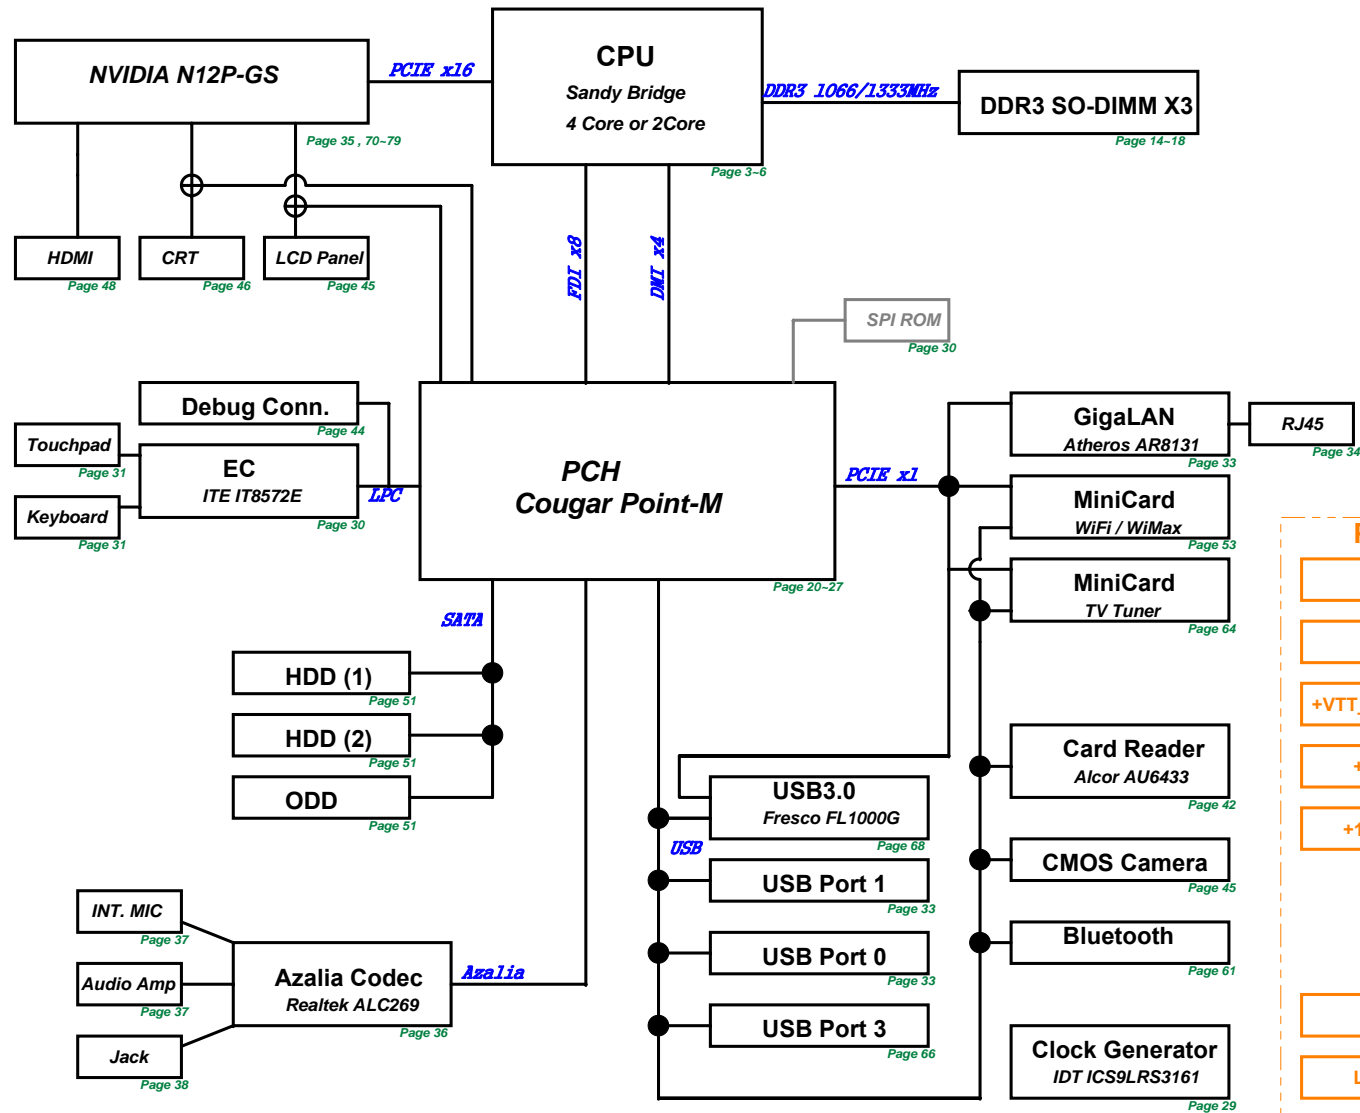 NVIDIA N12P-GS
Page 35 , 70~79
PCIE x16
CPU
Sandy Bridge
4 Core or 2Core
Page 3~6
DDR3 1066/1333MHz
DDR3 SO-DIMM X3
Page 14~18
HDMI
Page 48
CRT
Page 46
LCD Panel
Page 45
FDI x8
DMI x4
SPI ROM
Page 30
Debug Conn.
Page 44
Touchpad
Page 31
EC
ITE IT8572E
Page 30
Keyboard
Page 31
LPC
PCH
Cougar Point-M
Page 20~27
PCIE x1
GigaLAN
Atheros AR8131
Page 33
RJ45
Page 34
MiniCard
WiFi / WiMax
Page 53
MiniCard
TV Tuner
Page 64
SATA
HDD (1)
Page 51
HDD (2)
Page 51
ODD
Page 51
USB3.0
Fresco FL1000G
Page 68
USB
USB Port 1
Page 33
USB Port 0
Page 33
USB Port 3
Page 66
Card Reader
Alcor AU6433
Page 42
CMOS Camera
Page 45
Bluetooth
Page 61
Clock Generator
IDT ICS9LRS3161
Page 29
INT. MIC
Page 37
Audio Amp
Page 37
Jack
Page 38
Azalia Codec
Realtek ALC269
Page 36
Azalia
+VTT_
+
+1
L